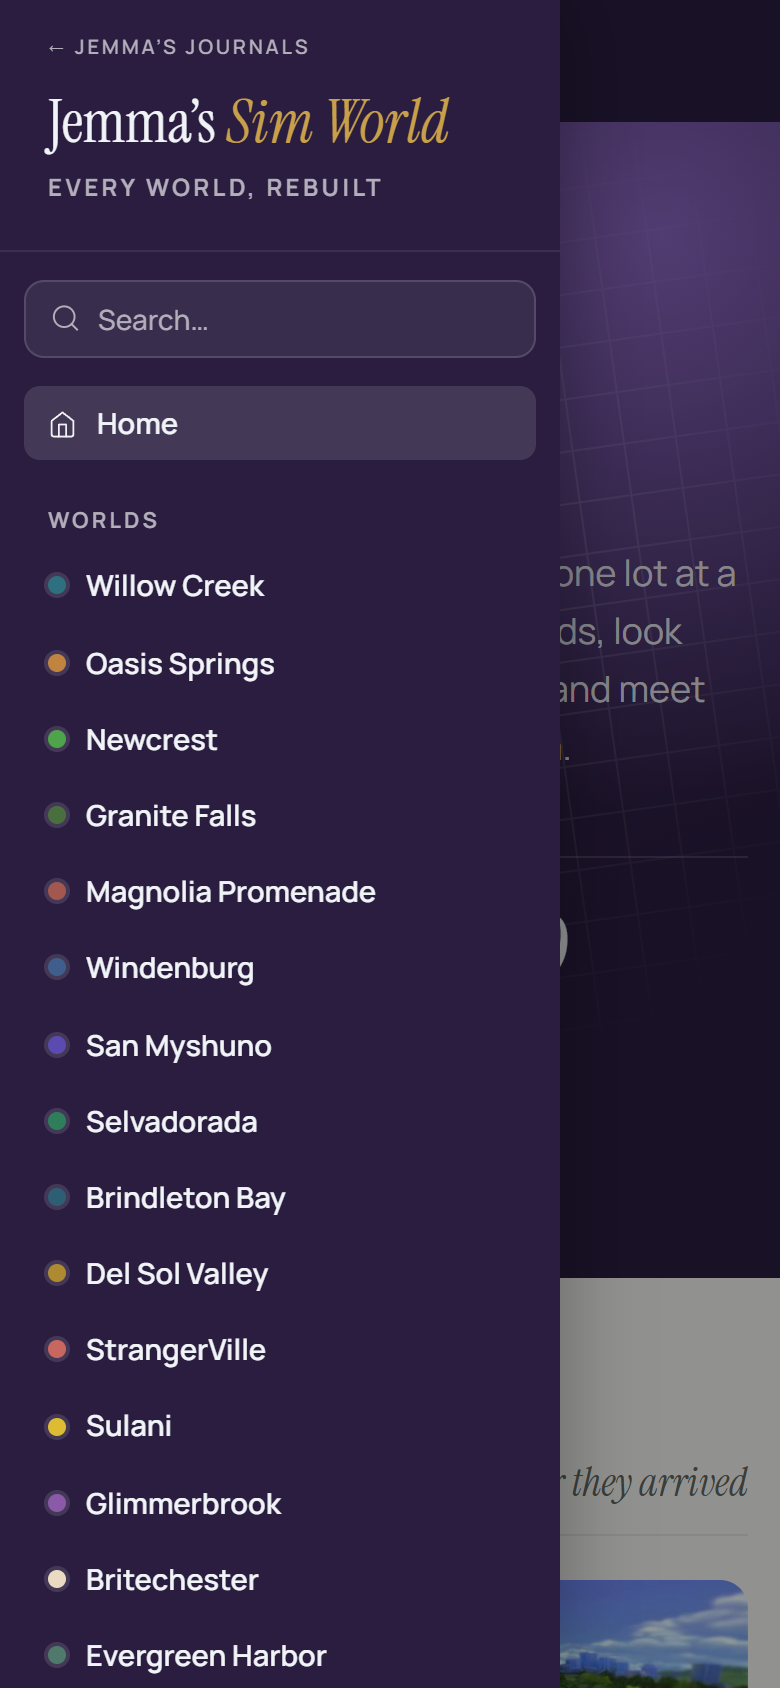 ← JEMMA’S JOURNALS
Jemma’s Sim World
EVERY WORLD, REBUILT
Search...
Home
WORLDS
Willow Creek
Oasis Springs
Newcrest
Granite Falls
Magnolia Promenade
Windenburg
San Myshuno
Selvadorada
Brindleton Bay
Del Sol Valley
StrangerVille
Sulani
Glimmerbrook
Britechester
Evergreen Harbor
one lot at a
look
and meet
they arrived